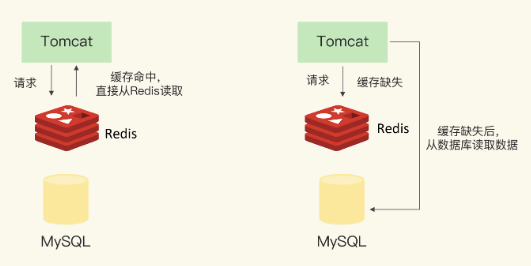 Tomcat
请求
缓存命中，
直接从Redis读取
Redis
MySQL
Tomcat
请求
缓存缺失
Redis
缓存缺失后，
从数据库读取数据
MySQL